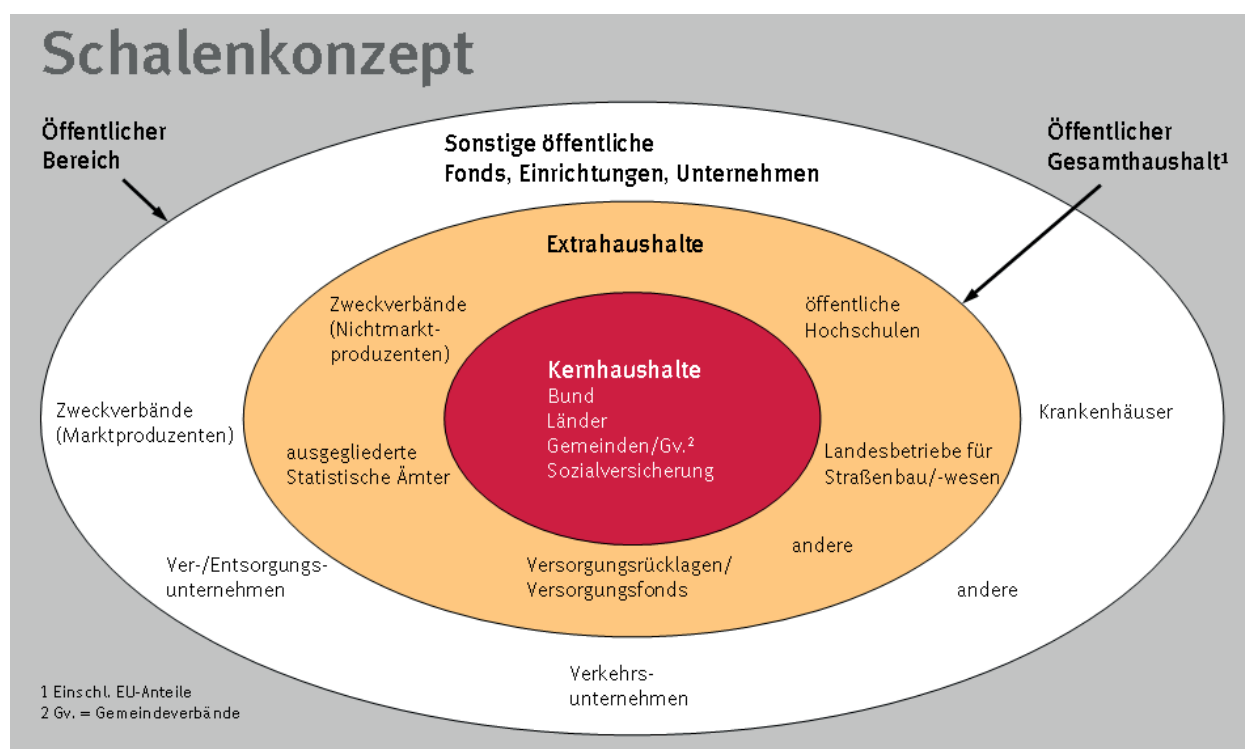 Schalenkonzept
Öffentlicher
Bereich
Sonstige öffentliche
Fonds, Einrichtungen, Unternehmen
Öffentlicher
Gesamthaushalt¹
Extrahaushalte
Zweckverbände
(Nichtmarkt-
produzenten)
öffentliche
Hochschulen
Kernhaushalte
Bund
Länder
Gemeinden/Gv.²
Sozialversicherung
Zweckverbände
(Marktproduzenten)
Krankenhäuser
ausgegliederte
Statistische Ämter
Landesbetriebe für
Straßenbau/-wesen
andere
Ver-/Entsorgungs-
unternehmen
Versorgungsrücklagen/
Versorgungsfonds
andere
Verkehrs-
unternehmen
1 Einschl. EU-Anteile
2 Gv. = Gemeindeverbände